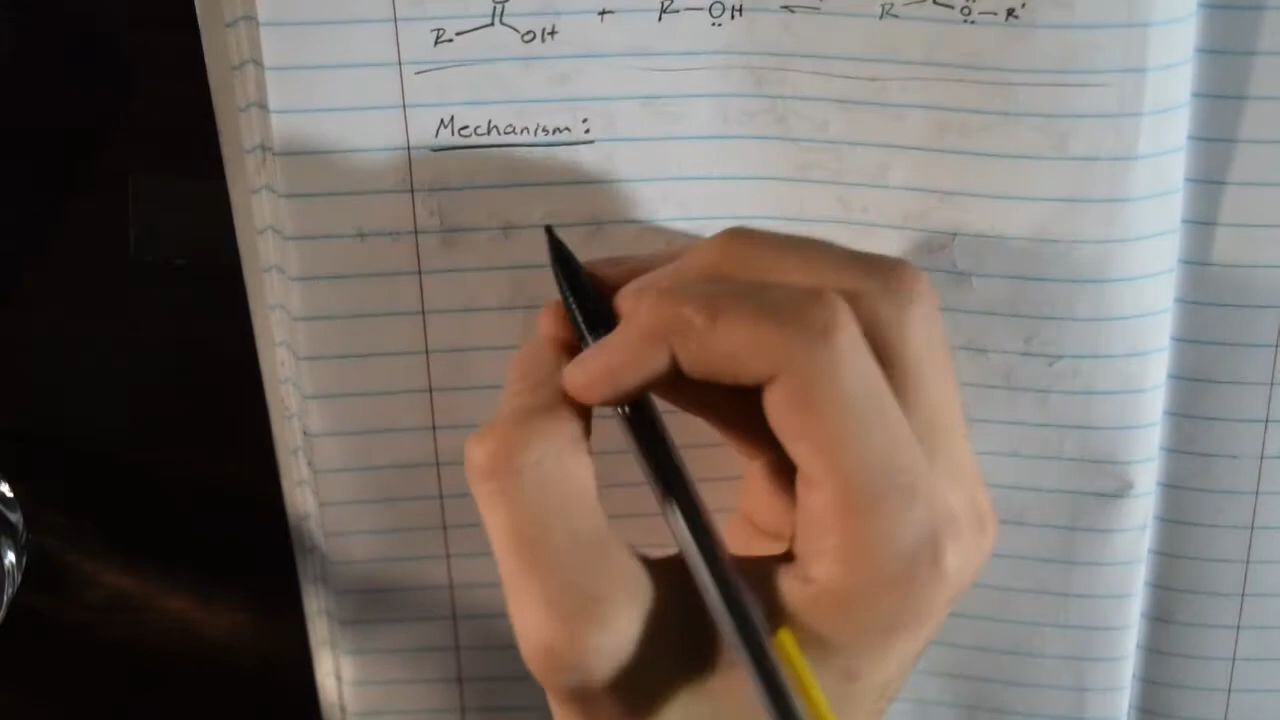 R OH + R-OH ⇌ R O-R'
Mechanism: